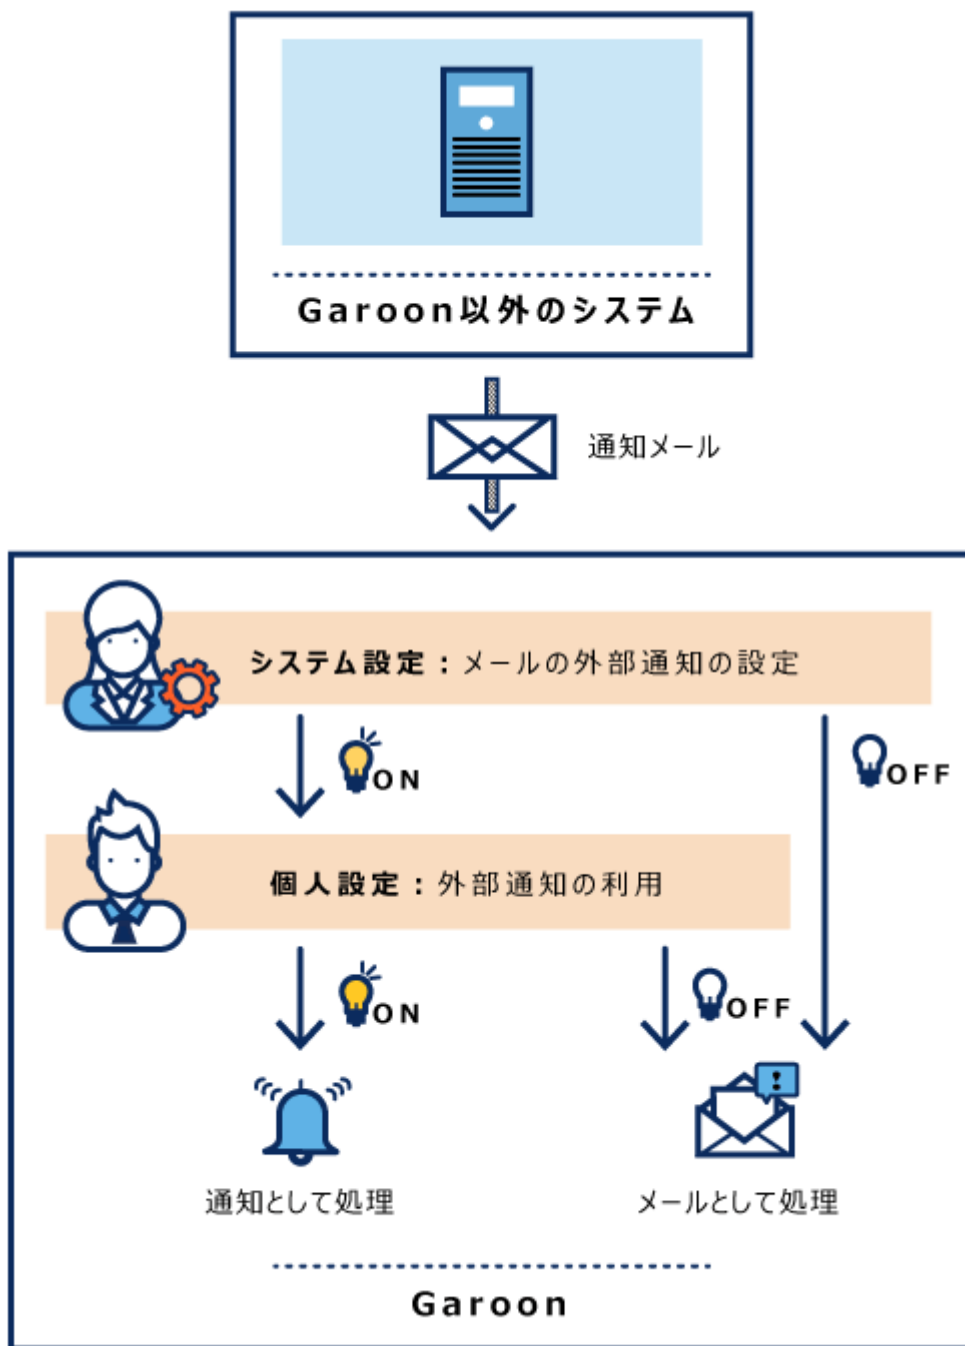 Garoon以外のシステム
通知メール
システム設定：メールの外部通知の設定
ON
OFF
個人設定：外部通知の利用
ON
OFF
!
通知として処理
メールとして処理
Garoon